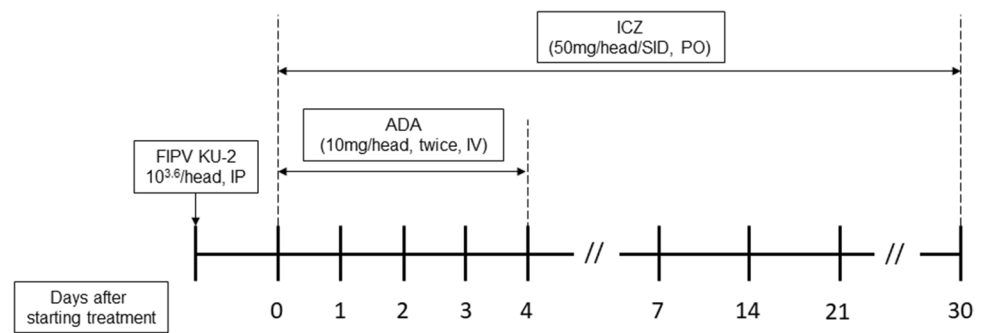 ICZ
(50mg/head/SID, PO)
ADA
(10mg/head, twice, IV)
FIPV KU-2
10^3.6/head, IP
//
//
Days after
starting treatment
0 1 2 3 4 7 14 21 30